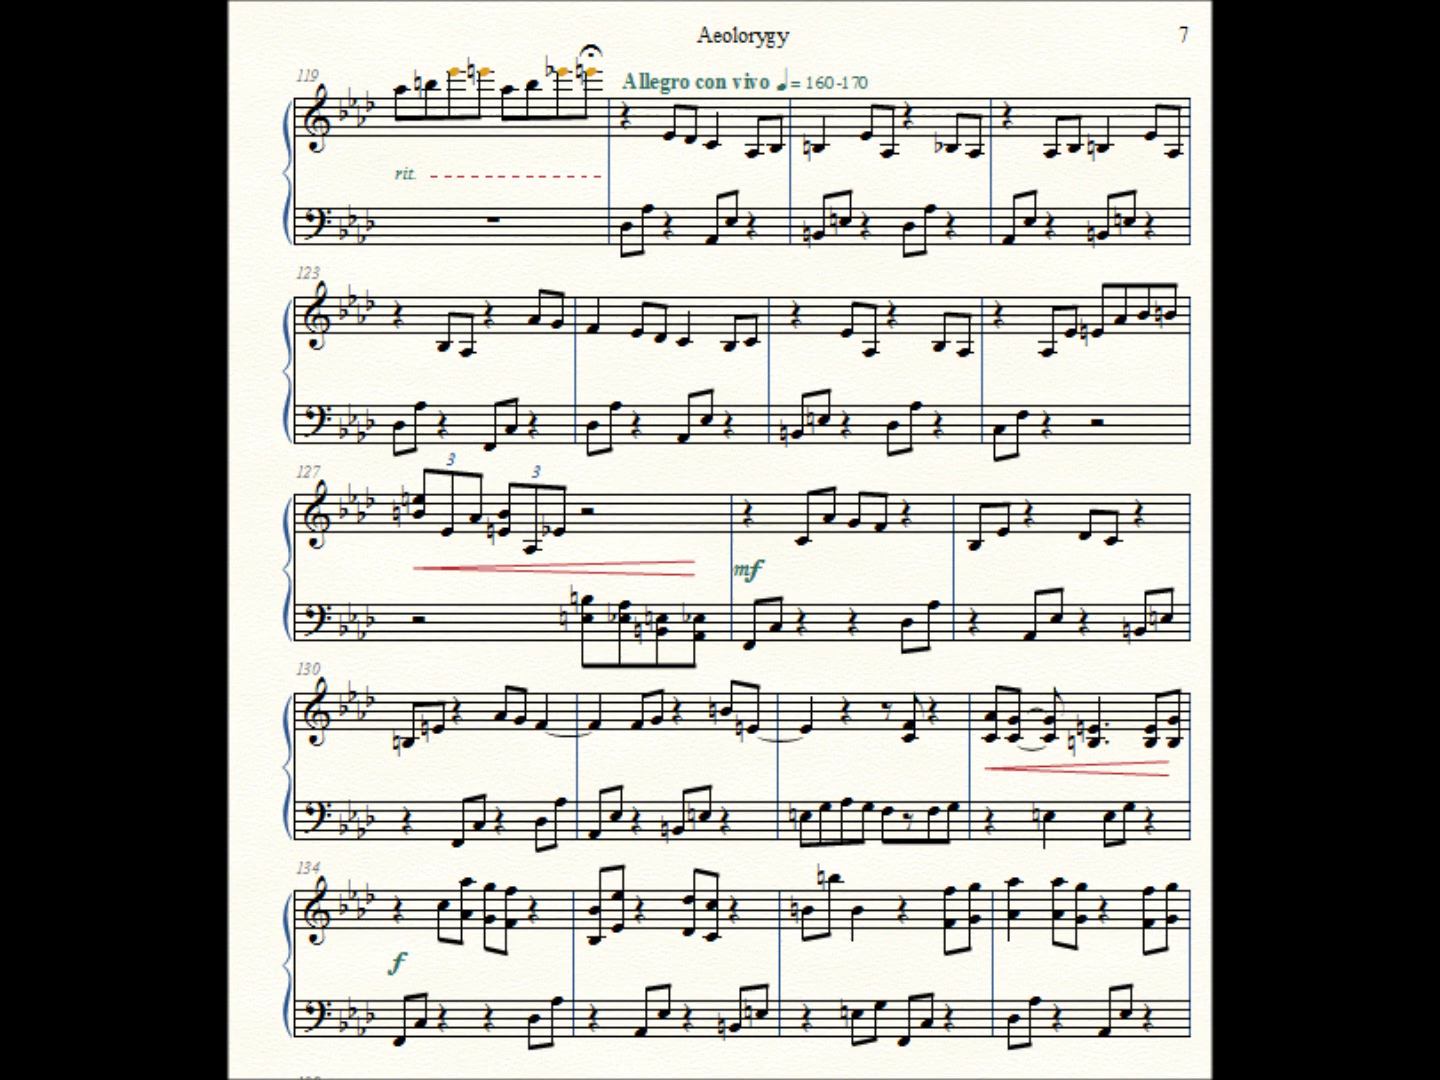 Aeolorygy 7
119 Allegro con vivo ♩= 160-170
rit.
123
127 3 3
mf
130
134
f